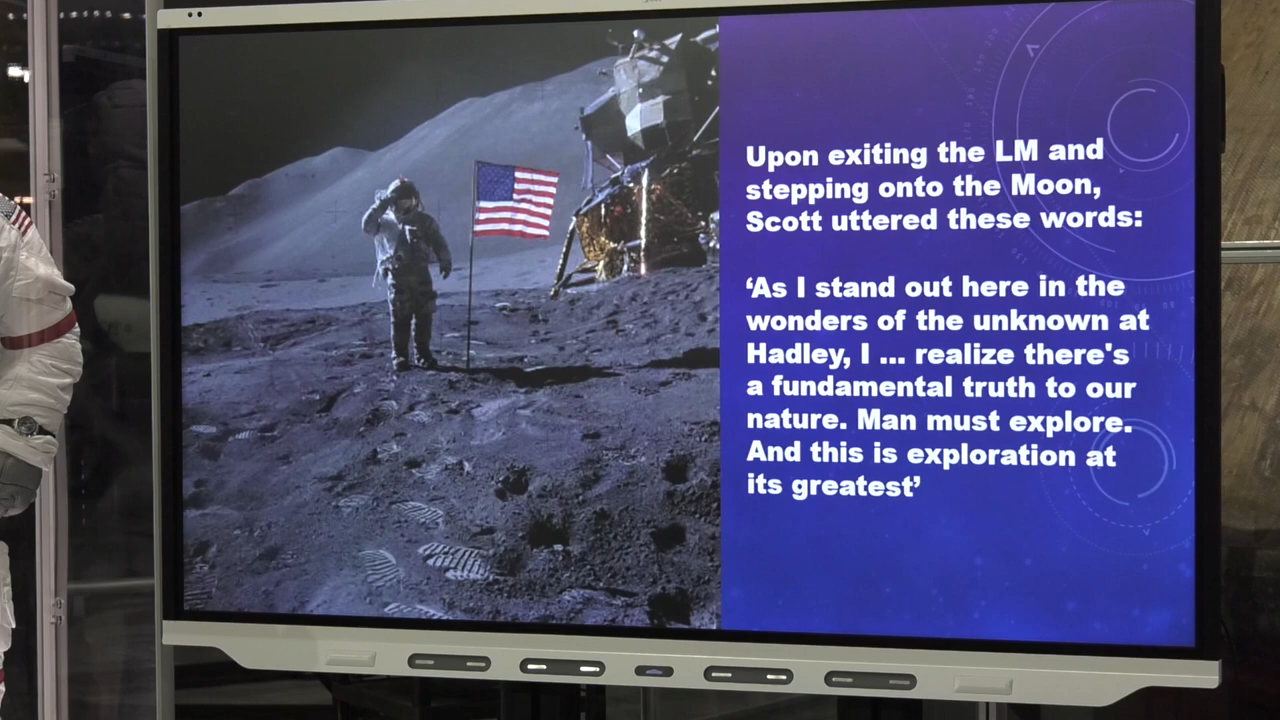 Upon exiting the LM and
stepping onto the Moon,
Scott uttered these words:
‘As I stand out here in the
wonders of the unknown at
Hadley, I ... realize there's
a fundamental truth to our
nature. Man must explore.
And this is exploration at
its greatest’